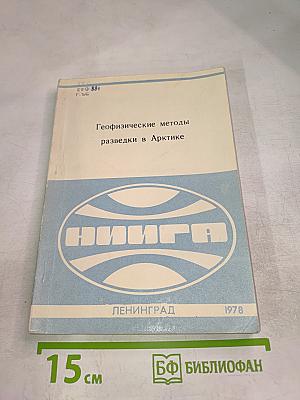 Геофизические методы
разведки в Арктике
НИИГА
ЛЕНИНГРАД 1978
15 см БФ БИБЛИОФАН